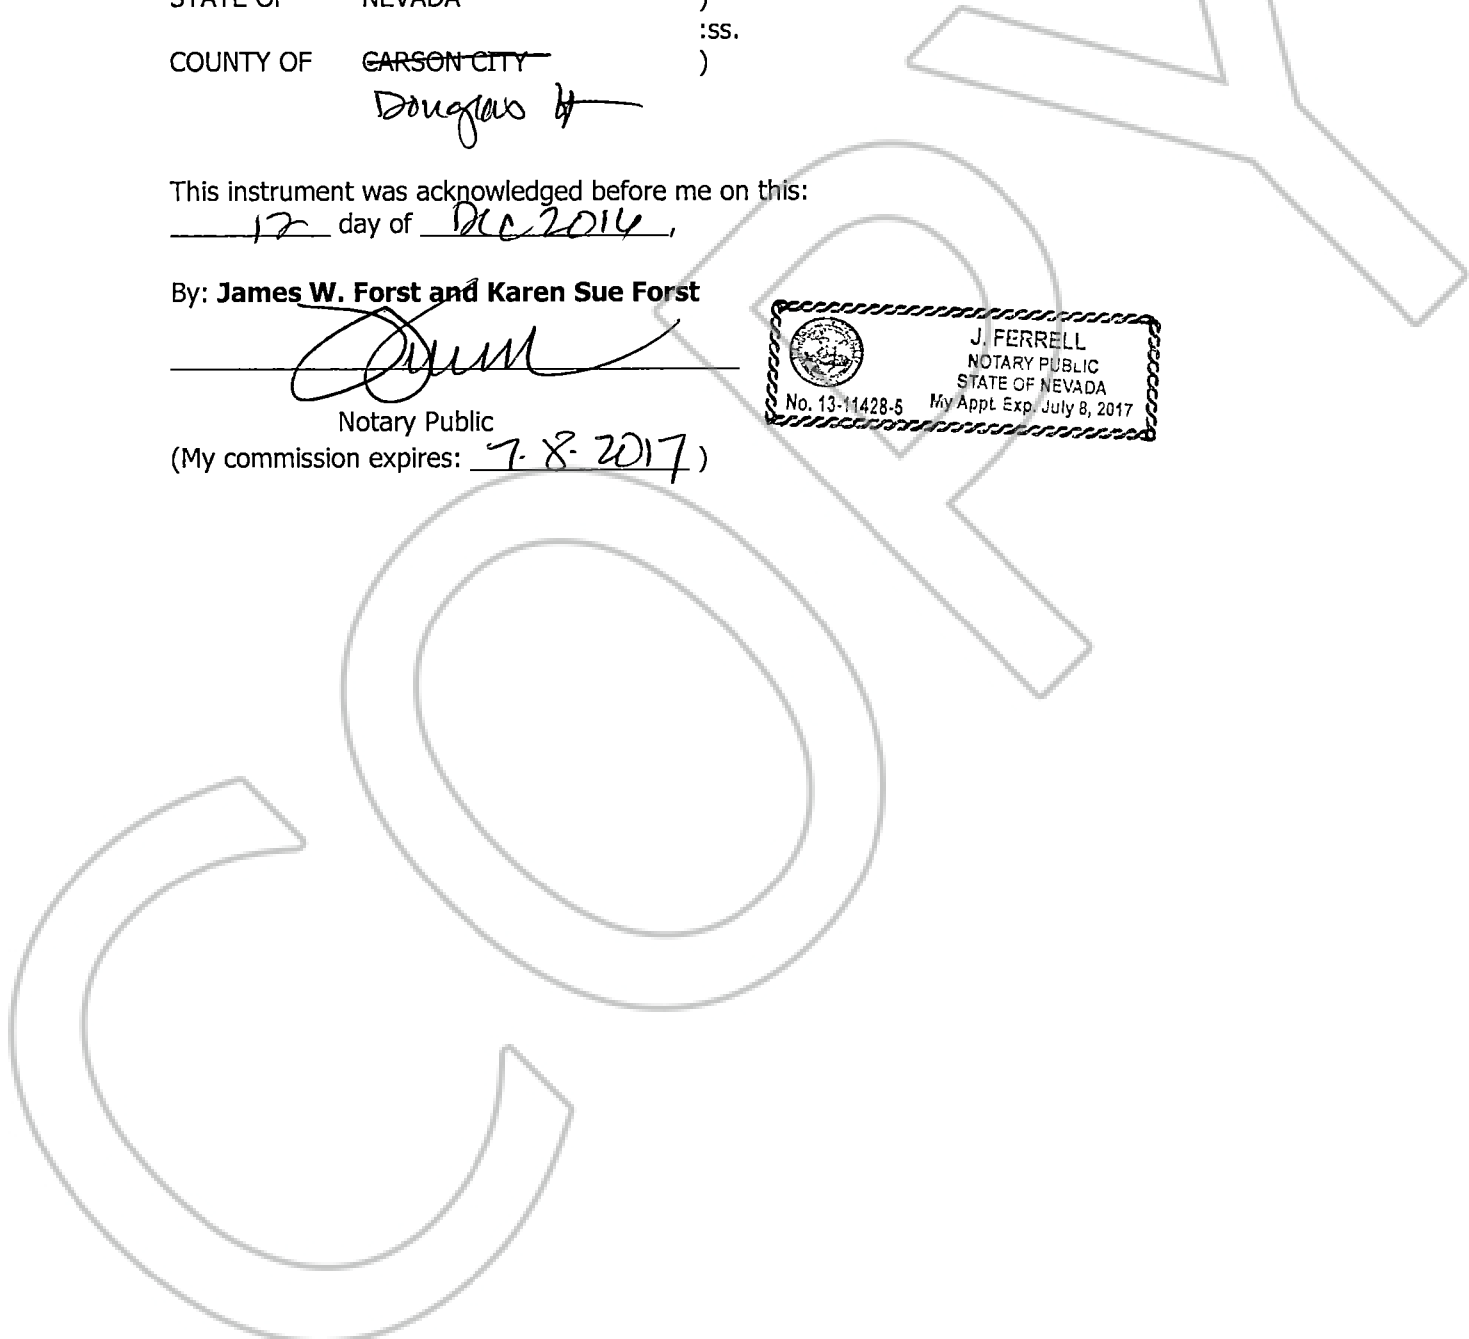 STATE OF NEVADA )
:ss.
COUNTY OF CARSON CITY )
Douglas
This instrument was acknowledged before me on this:
12 day of Dec 2016,
By: James W. Forst and Karen Sue Forst
J. FERRELL
NOTARY PUBLIC
STATE OF NEVADA
No. 13-11428-5 My Appt. Exp. July 8, 2017
Notary Public
(My commission expires: 7-8-2017)
COPY